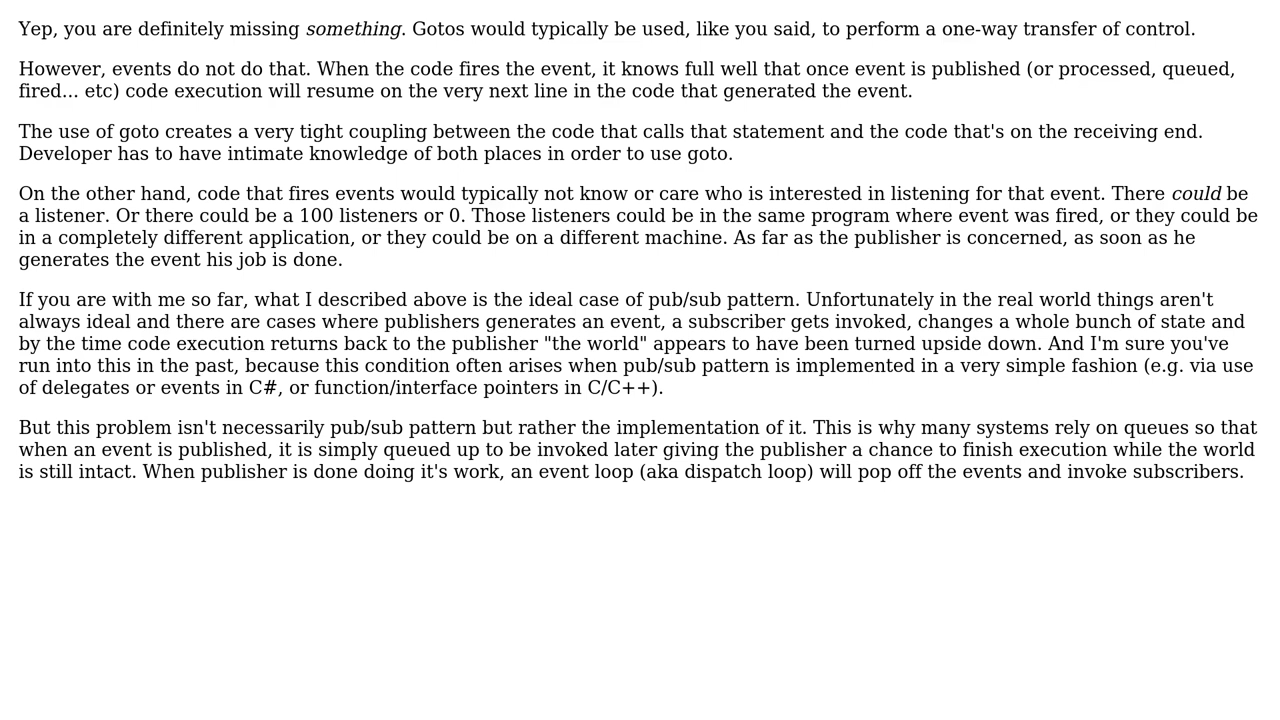 Yep, you are definitely missing something. Gotos would typically be used, like you said, to perform a one-way transfer of control.
However, events do not do that. When the code fires the event, it knows full well that once event is published (or processed, queued,
fired... etc) code execution will resume on the very next line in the code that generated the event.
The use of goto creates a very tight coupling between the code that calls that statement and the code that's on the receiving end.
Developer has to have intimate knowledge of both places in order to use goto.
On the other hand, code that fires events would typically not know or care who is interested in listening for that event. There could be
a listener. Or there could be a 100 listeners or 0. Those listeners could be in the same program where event was fired, or they could be
in a completely different application, or they could be on a different machine. As far as the publisher is concerned, as soon as he
generates the event his job is done.
If you are with me so far, what I described above is the ideal case of pub/sub pattern. Unfortunately in the real world things aren't
always ideal and there are cases where publishers generates an event, a subscriber gets invoked, changes a whole bunch of state and
by the time code execution returns back to the publisher "the world" appears to have been turned upside down. And I'm sure you've
run into this in the past, because this condition often arises when pub/sub pattern is implemented in a very simple fashion (e.g. via use
of delegates or events in C#, or function/interface pointers in C/C++).
But this problem isn't necessarily pub/sub pattern but rather the implementation of it. This is why many systems rely on queues so that
when an event is published, it is simply queued up to be invoked later giving the publisher a chance to finish execution while the world
is still intact. When publisher is done doing it's work, an event loop (aka dispatch loop) will pop off the events and invoke subscribers.